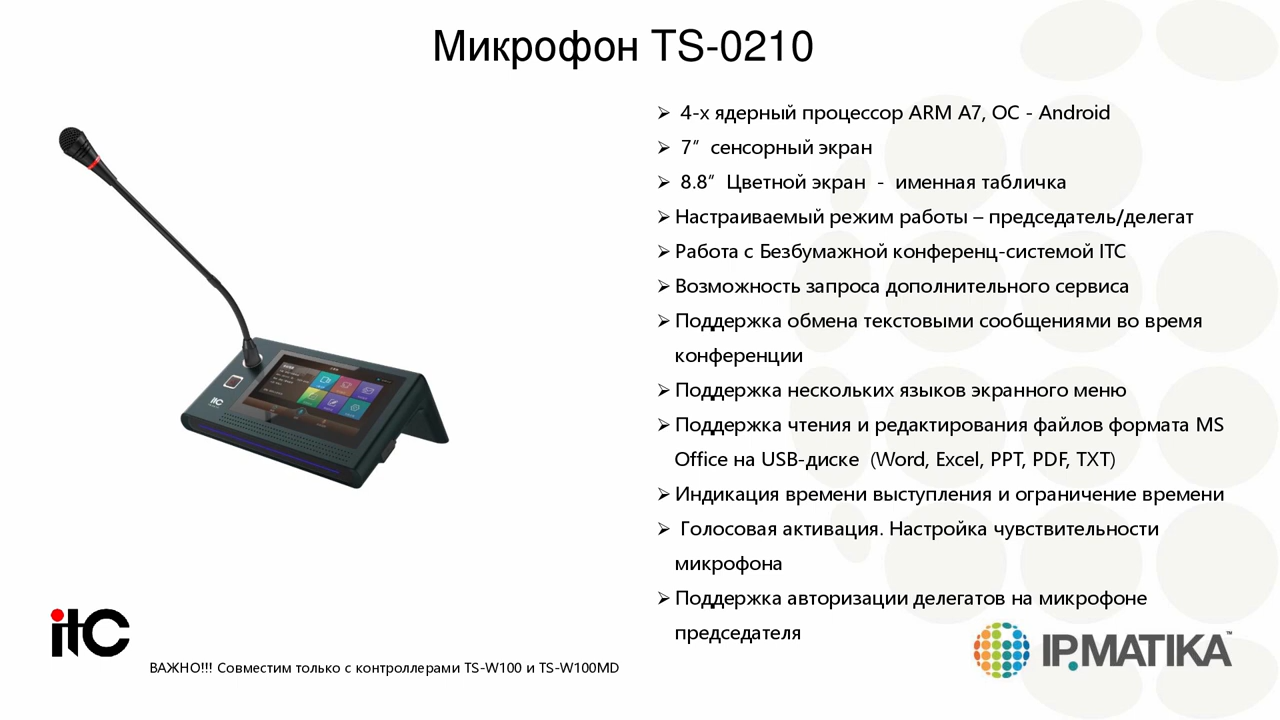 Микрофон TS-0210
➢ 4-х ядерный процессор ARM A7, ОС - Android
➢ 7” сенсорный экран
➢ 8.8” Цветной экран - именная табличка
➢ Настраиваемый режим работы – председатель/делегат
➢ Работа с Безбумажной конференц-системой ITC
➢ Возможность запроса дополнительного сервиса
➢ Поддержка обмена текстовыми сообщениями во время
конференции
➢ Поддержка нескольких языков экранного меню
➢ Поддержка чтения и редактирования файлов формата MS
Office на USB-диске (Word, Excel, PPT, PDF, TXT)
➢ Индикация времени выступления и ограничение времени
➢ Голосовая активация. Настройка чувствительности
микрофона
➢ Поддержка авторизации делегатов на микрофоне
председателя
itC
itC
ВАЖНО!!! Совместим только с контроллерами TS-W100 и TS-W100MD
IPMATIKA™